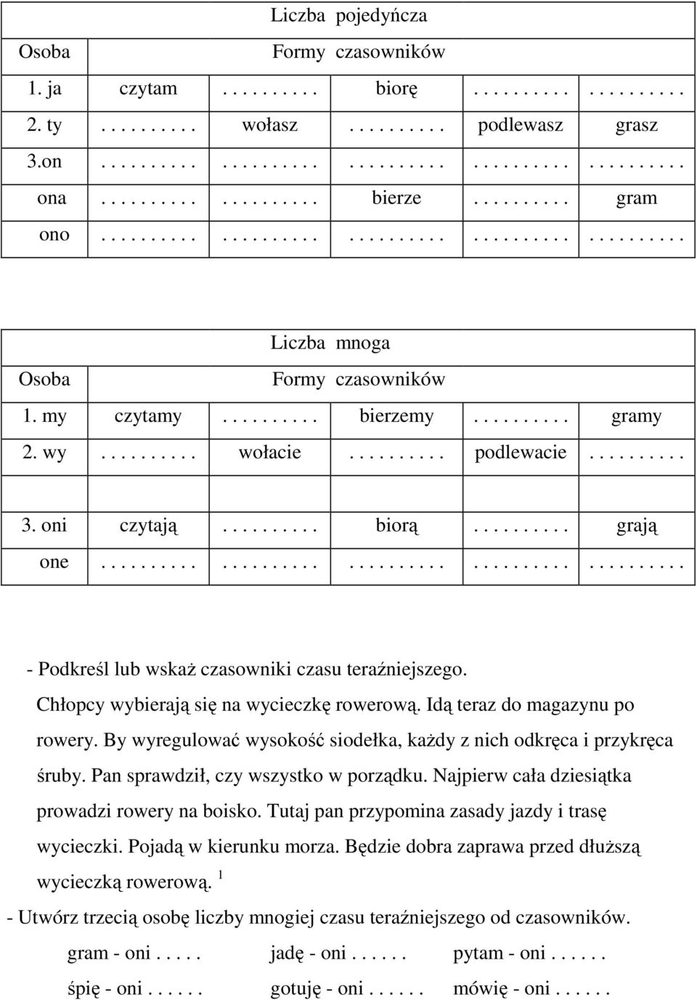 Liczba pojedyńcza
Osoba Formy czasowników
1. ja czytam . . . . . . . . . . biorę . . . . . . . . . . . . . . . . . . . .
2. ty . . . . . . . . . . wołasz . . . . . . . . . . podlewasz grasz
3.on . . . . . . . . . . . . . . . . . . . . . . . . . . . . . . . . . . . . . . . . . . . . . . . . . .
ona . . . . . . . . . . . . . . . . . . . . bierze . . . . . . . . . . gram
ono . . . . . . . . . . . . . . . . . . . . . . . . . . . . . . . . . . . . . . . . . . . . . . . . . .
Liczba mnoga
Osoba Formy czasowników
1. my czytamy . . . . . . . . . . bierzemy . . . . . . . . . . gramy
2. wy . . . . . . . . . . wołacie . . . . . . . . . . podlewacie . . . . . . . . . .
3. oni czytają . . . . . . . . . . biorą . . . . . . . . . . grają
one . . . . . . . . . . . . . . . . . . . . . . . . . . . . . . . . . . . . . . . . . . . . . . . . . .
- Podkreśl lub wskaż czasowniki czasu teraźniejszego.
Chłopcy wybierają się na wycieczkę rowerową. Idą teraz do magazynu po
rowery. By wyregulować wysokość siodełka, każdy z nich odkręca i przykręca
śruby. Pan sprawdził, czy wszystko w porządku. Najpierw cała dziesiątka
prowadzi rowery na boisko. Tutaj pan przypomina zasady jazdy i trasę
wycieczki. Pojadą w kierunku morza. Będzie dobra zaprawa przed dłuższą
wycieczką rowerową. 1
- Utwórz trzecią osobę liczby mnogiej czasu teraźniejszego od czasowników.
gram - oni . . . . . jadę - oni . . . . . . pytam - oni . . . . . .
śpię - oni . . . . . . gotuję - oni . . . . . . mówię - oni . . . . . .